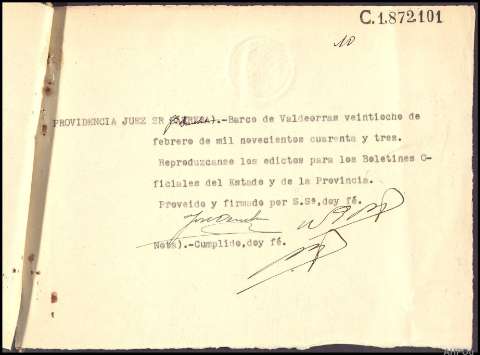 C.1.872.101
10
PROVIDENCIA JUEZ SR ).-Barco de Valdeorras veintiocho de
febrero de mil novecientos cuarenta y tres.
Reproduzcanse los edictos para los Boletines O-
ficiales del Estado y de la Provincia.
Proveido y firmado por S.Sª,doy fé.
Nota).-Cumplido,doy fé.